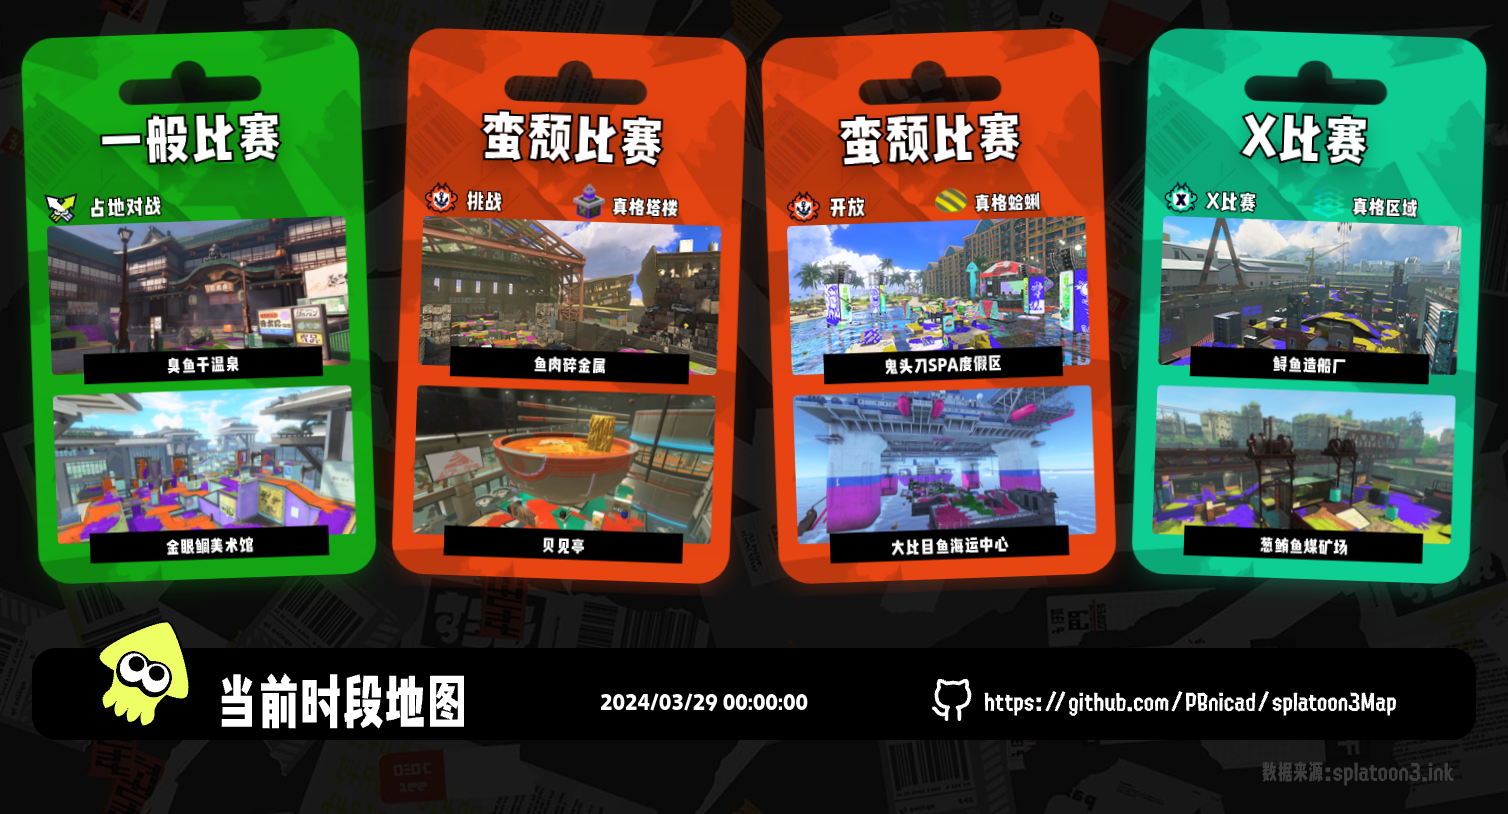 一般比赛
占地对战
臭鱼干温泉
金眼鲷美术馆
蛮颓比赛
挑战
真格塔楼
鱼肉碎金属
贝见亭
蛮颓比赛
开放
真格蛤蜊
鬼头刀SPA度假区
大比目鱼海运中心
X比赛
X比赛
真格区域
鲟鱼造船厂
葱鲔鱼煤矿场
当前时段地图
2024/03/29 00:00:00
https://github.com/PBnicad/splatoon3Map
数据来源:splatoon3.ink